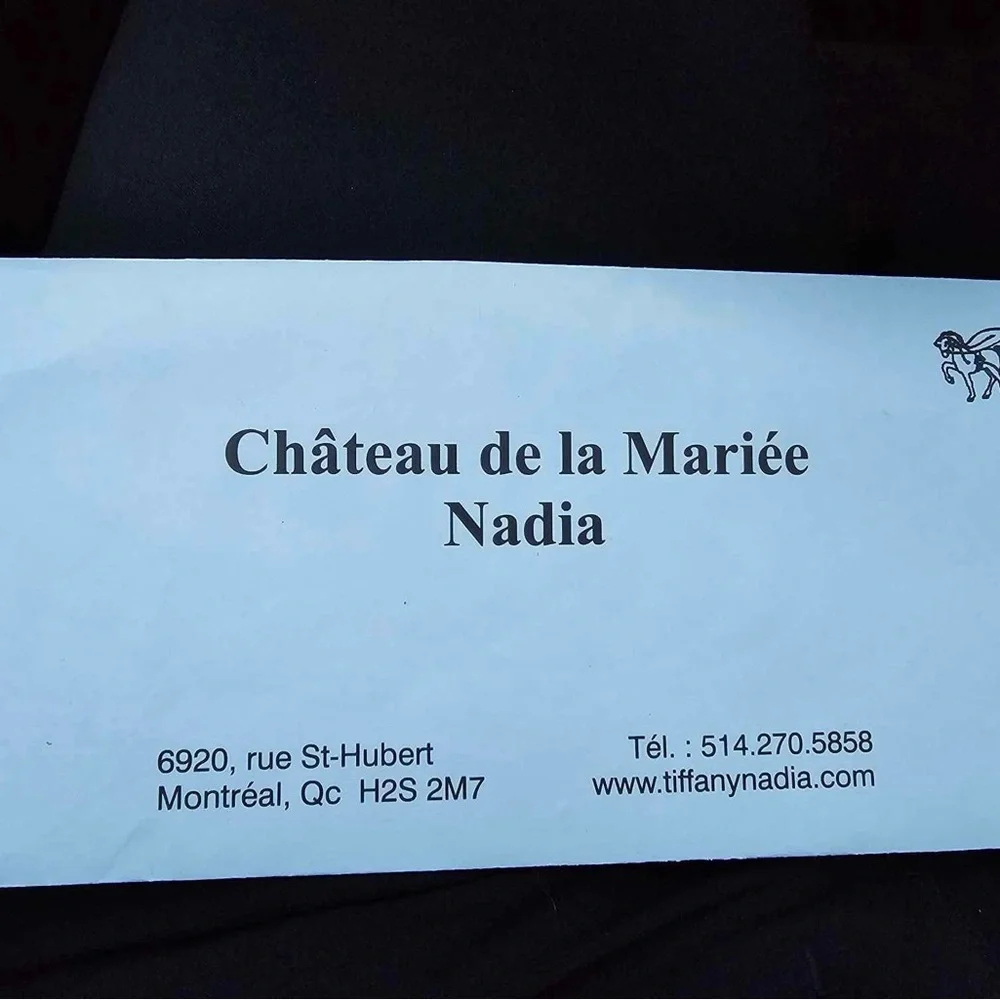 Château de la Mariée
Nadia
6920, rue St-Hubert
Montréal, Qc H2S 2M7
Tél. : 514.270.5858
www.tiffanynadia.com